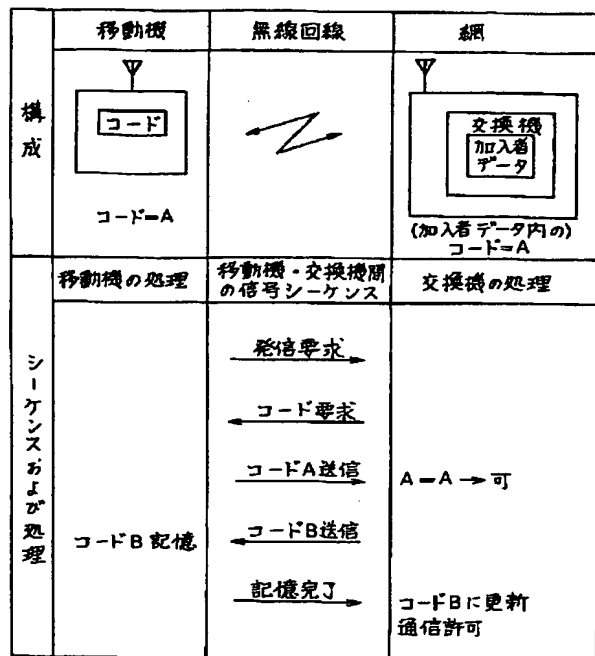 移動機
無線回線
網
構成
コード
コード=A
交換機
加入者
データ
(加入者データ内の)
コード=A
移動機の処理
移動機・交換機間
の信号シーケンス
交換機の処理
シーケンスおよび処理
発信要求
コード要求
コードA送信
A=A→可
コードB送信
コードB記憶
記憶完了
コードBに更新
通信許可